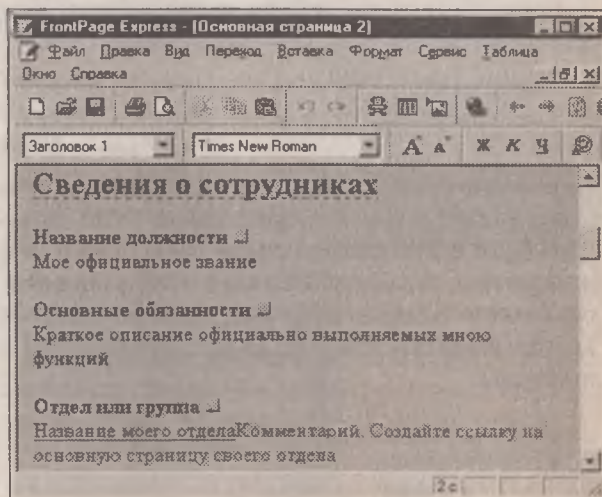 FrontPage Express - [Основная страница 2]
Файл Правка Вид Переход Вставка Формат Сервис Таблица
Окно Справка
Заголовок 1 Times New Roman А А Ж К Ч
Сведения о сотрудниках
Название должности
Мое официальное звание
Основные обязанности
Краткое описание официально выполняемых мною
функций
Отдел или группа
Название моего отделаКомментарий. Создайте ссылку на
основную страницу своего отдела
2 с